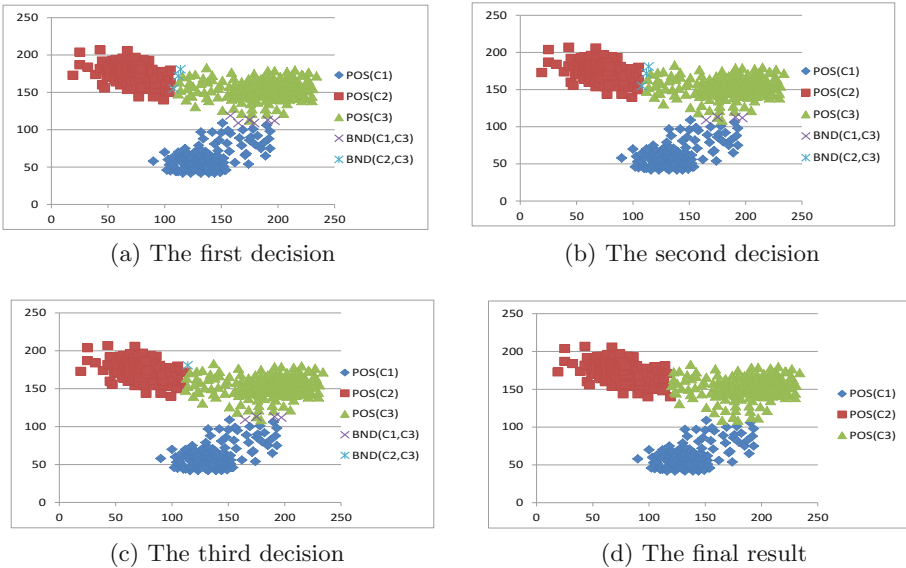 250
200
150
100
50
0
0 50 100 150 200 250
POS(C1)
POS(C2)
POS(C3)
BND(C1,C3)
BND(C2,C3)
(a) The first decision
250
200
150
100
50
0
0 50 100 150 200 250
POS(C1)
POS(C2)
POS(C3)
BND(C1,C3)
BND(C2,C3)
(b) The second decision
250
200
150
100
50
0
0 50 100 150 200 250
POS(C1)
POS(C2)
POS(C3)
BND(C1,C3)
BND(C2,C3)
(c) The third decision
250
200
150
100
50
0
0 50 100 150 200 250
POS(C1)
POS(C2)
POS(C3)
(d) The final result